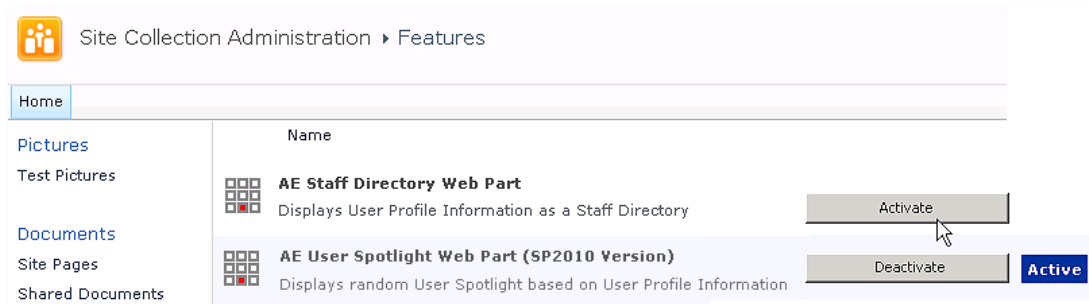 Site Collection Administration ▸ Features
Home
Pictures
Test Pictures
Documents
Site Pages
Shared Documents
Name
AE Staff Directory Web Part
Displays User Profile Information as a Staff Directory
Activate
AE User Spotlight Web Part (SP2010 Version)
Displays random User Spotlight based on User Profile Information
Deactivate
Active